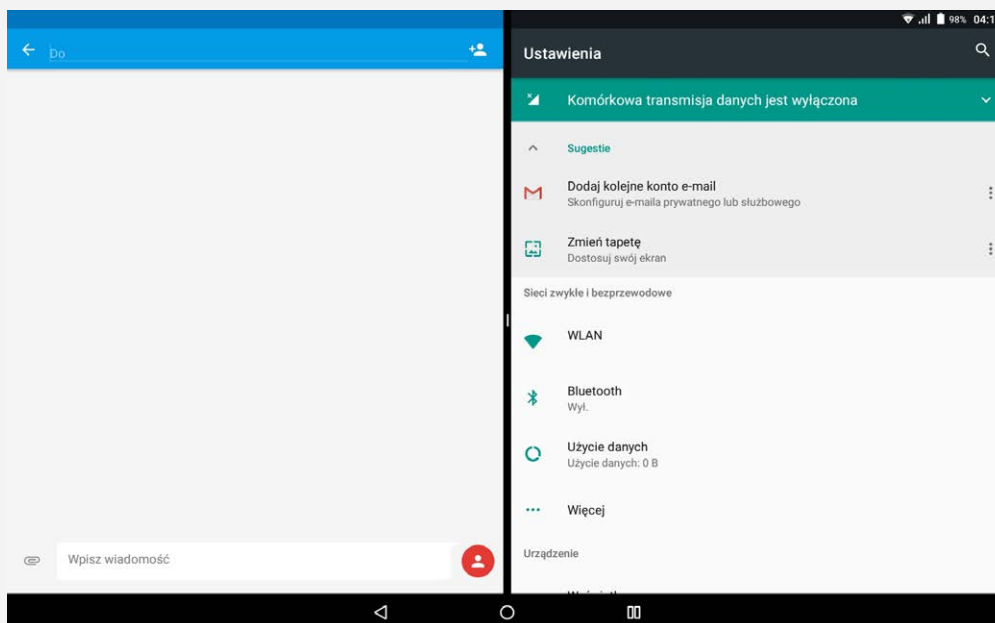 Do
Wpisz wiadomość
98%
Ustawienia
Komórkowa transmisja danych jest wyłączona
Sugestie
Dodaj kolejne konto e-mail
Skonfiguruj e-maila prywatnego lub służbowego
Zmień tapetę
Dostosuj swój ekran
Sieci zwykłe i bezprzewodowe
WLAN
Bluetooth
Wył.
Użycie danych
Użycie danych: 0 B
Więcej
Urządzenie